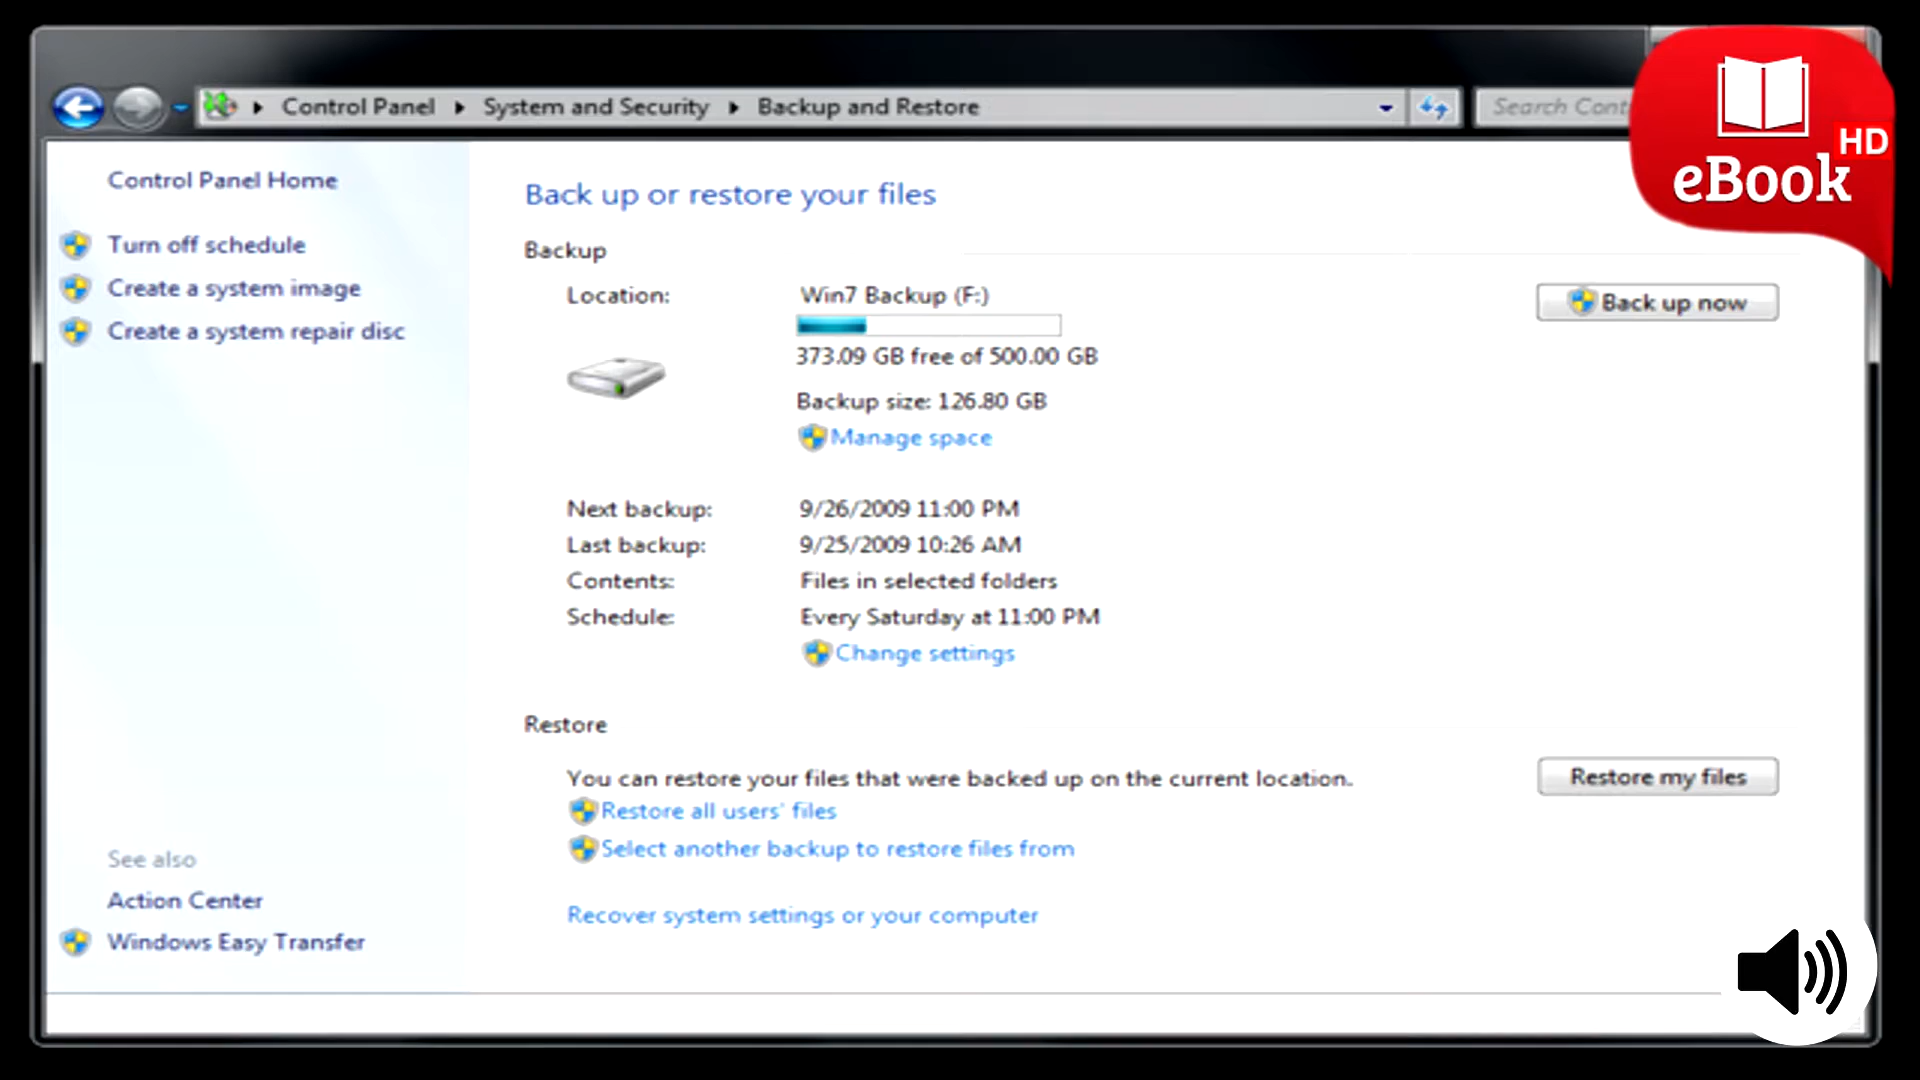 Control Panel ▸ System and Security ▸ Backup and Restore
Search Cont
eBook HD
Control Panel Home
Turn off schedule
Create a system image
Create a system repair disc
See also
Action Center
Windows Easy Transfer
Back up or restore your files
Backup
Location: Win7 Backup (F:)
Back up now
373.09 GB free of 500.00 GB
Backup size: 126.80 GB
Manage space
Next backup: 9/26/2009 11:00 PM
Last backup: 9/25/2009 10:26 AM
Contents: Files in selected folders
Schedule: Every Saturday at 11:00 PM
Change settings
Restore
You can restore your files that were backed up on the current location.
Restore my files
Restore all users' files
Select another backup to restore files from
Recover system settings or your computer